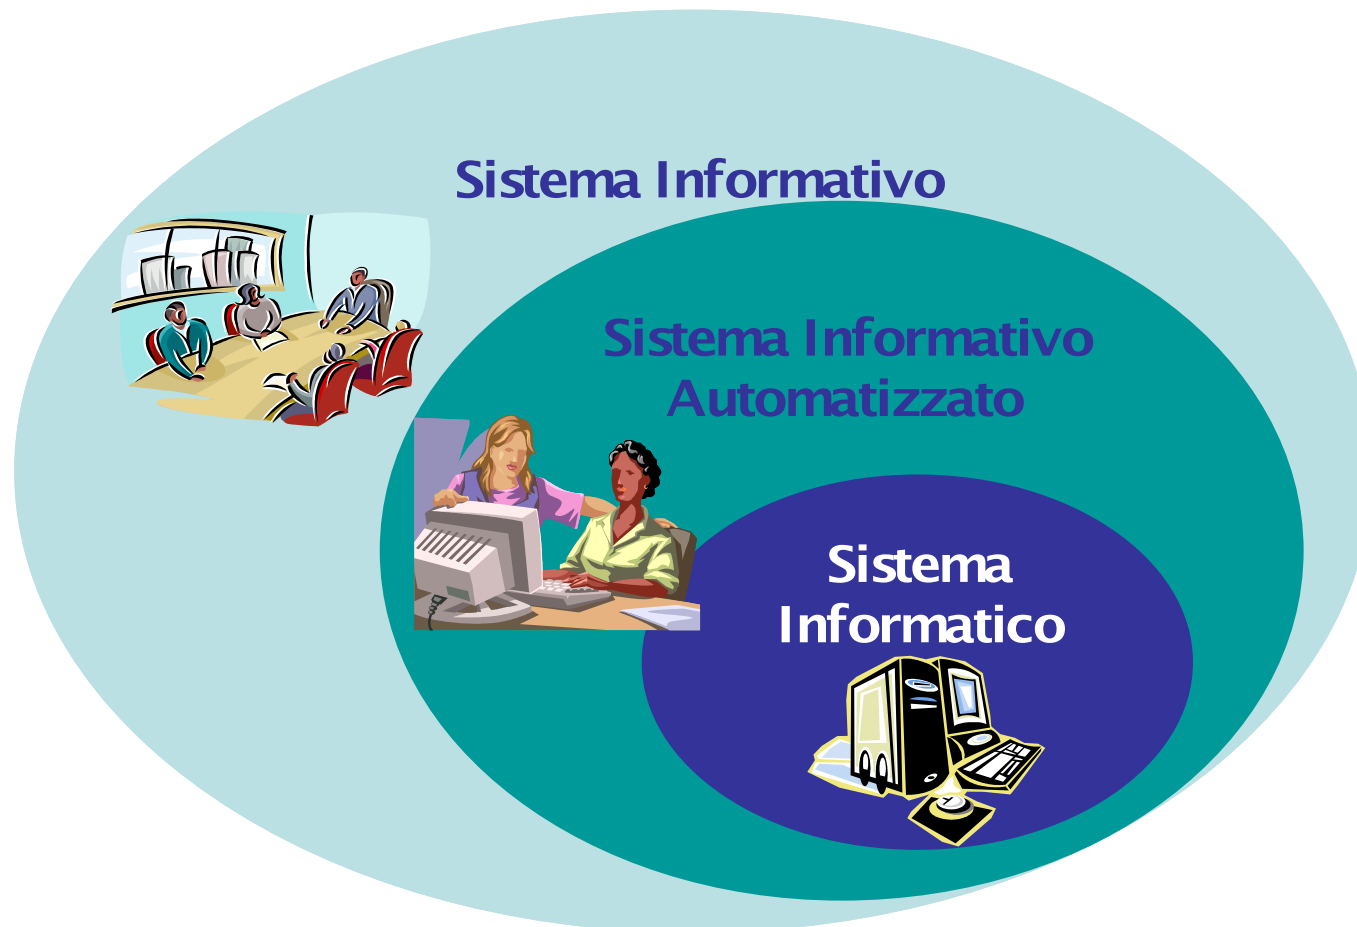 Sistema Informativo
Sistema Informativo
Automatizzato
Sistema
Informatico